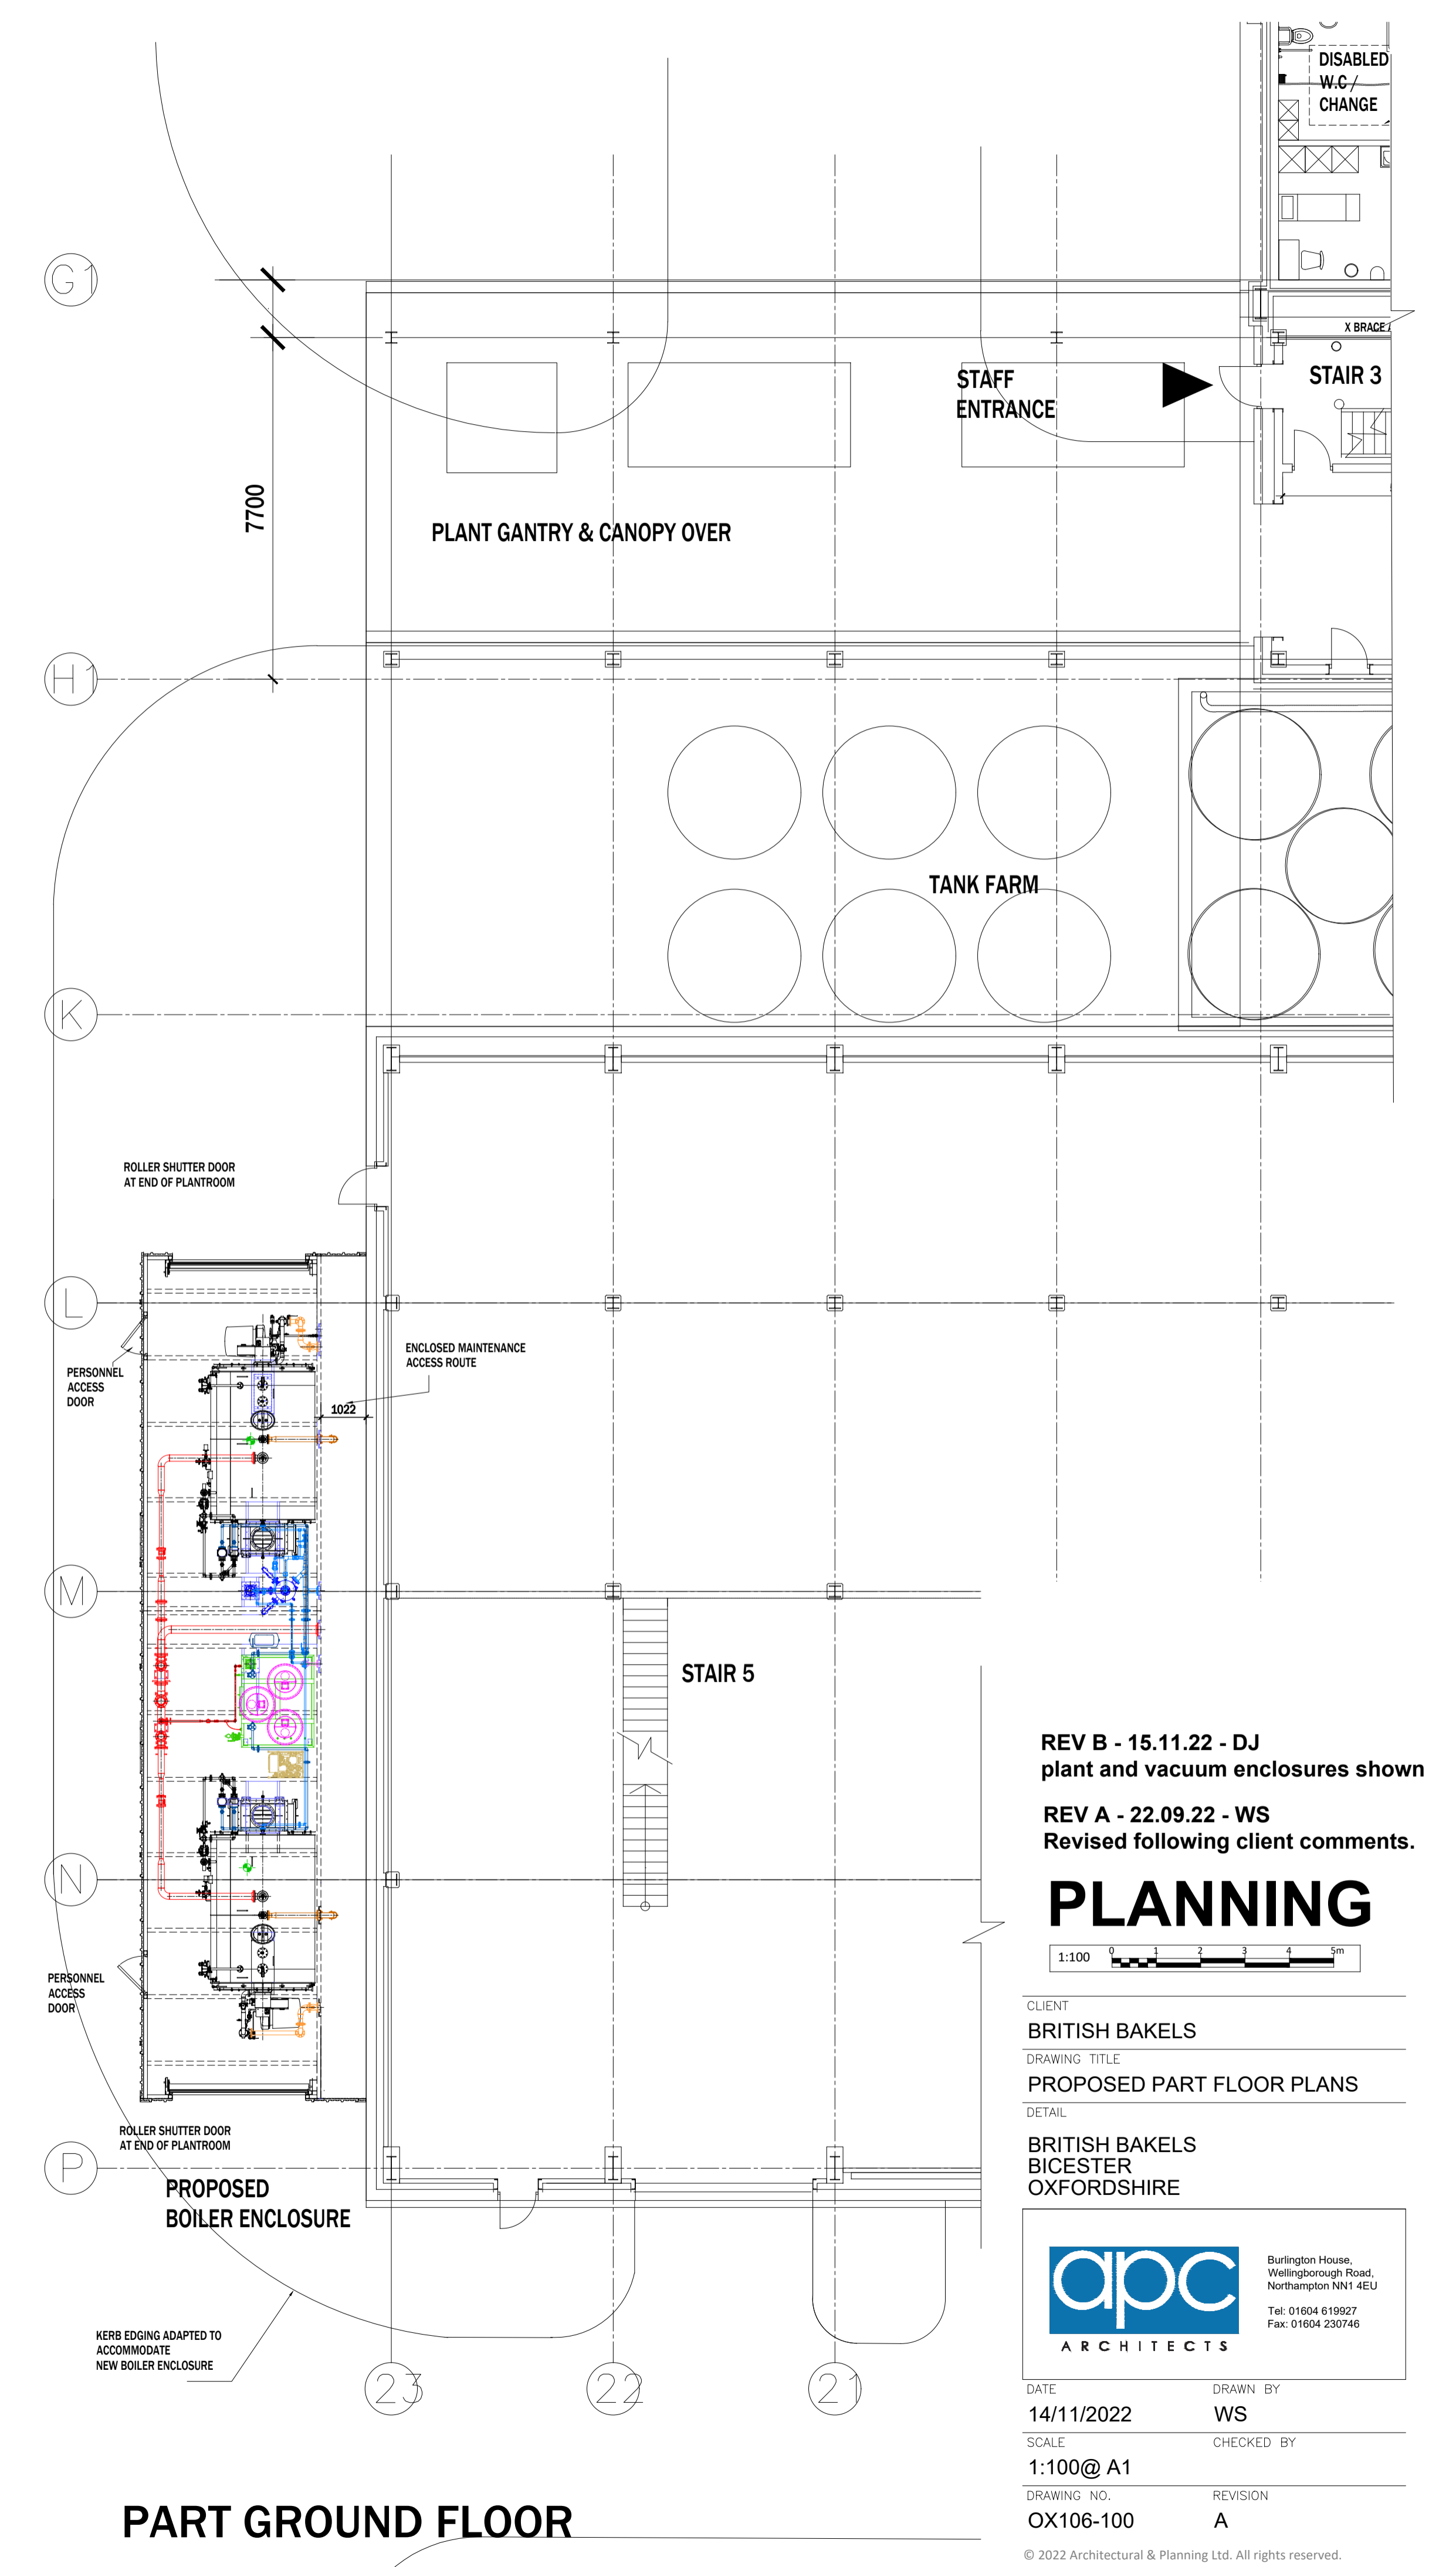 DISABLED
W.C /
CHANGE
G1
X BRACE
STAIR 3
STAFF
ENTRANCE
7700
PLANT GANTRY & CANOPY OVER
H1
TANK FARM
K
ROLLER SHUTTER DOOR
AT END OF PLANTROOM
L
ENCLOSED MAINTENANCE
ACCESS ROUTE
PERSONNEL
ACCESS
DOOR
1022
M
STAIR 5
REV B - 15.11.22 - DJ
plant and vacuum enclosures shown
REV A - 22.09.22 - WS
Revised following client comments.
N
PLANNING
1:100
0 1 2 3 4 5m
PERSONNEL
ACCESS
DOOR
CLIENT
BRITISH BAKELS
DRAWING TITLE
PROPOSED PART FLOOR PLANS
DETAIL
BRITISH BAKELS
BICESTER
OXFORDSHIRE
ROLLER SHUTTER DOOR
AT END OF PLANTROOM
P
PROPOSED
BOILER ENCLOSURE
apc
ARCHITECTS
Burlington House,
Wellingborough Road,
Northampton NN1 4EU
Tel: 01604 619927
Fax: 01604 230746
KERB EDGING ADAPTED TO
ACCOMMODATE
NEW BOILER ENCLOSURE
23 22 21
DATE DRAWN BY
14/11/2022 WS
SCALE CHECKED BY
1:100@ A1
DRAWING NO. REVISION
OX106-100 A
PART GROUND FLOOR
© 2022 Architectural & Planning Ltd. All rights reserved.